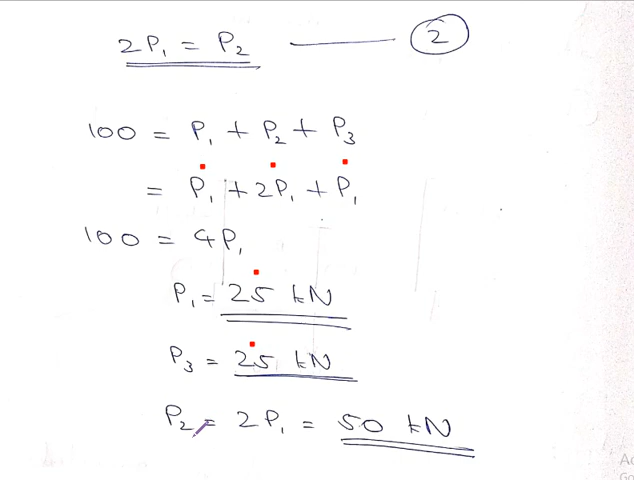 2P₁ = P₂ ——— ②
100 = P₁ + P₂ + P₃
= P₁ + 2P₁ + P₁
100 = 4P₁
P₁ = 25 kN
P₃ = 25 kN
P₂ = 2P₁ = 50 kN